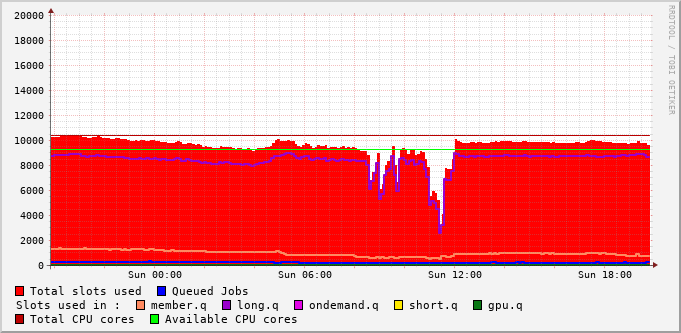 RRDTOOL / TOBI OETIKER
20000
18000
16000
14000
12000
10000
8000
6000
4000
2000
0
Sun 00:00 Sun 06:00 Sun 12:00 Sun 18:00
Total slots used Queued Jobs
Slots used in : member.q long.q ondemand.q short.q gpu.q
Total CPU cores Available CPU cores